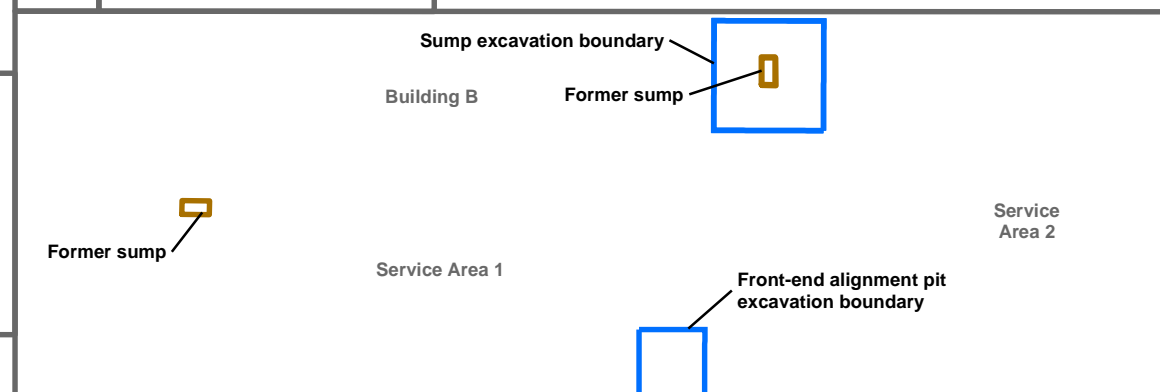 Sump excavation boundary
Building B
Former sump
Service
Area 2
Former sump
Service Area 1
Front-end alignment pit
excavation boundary